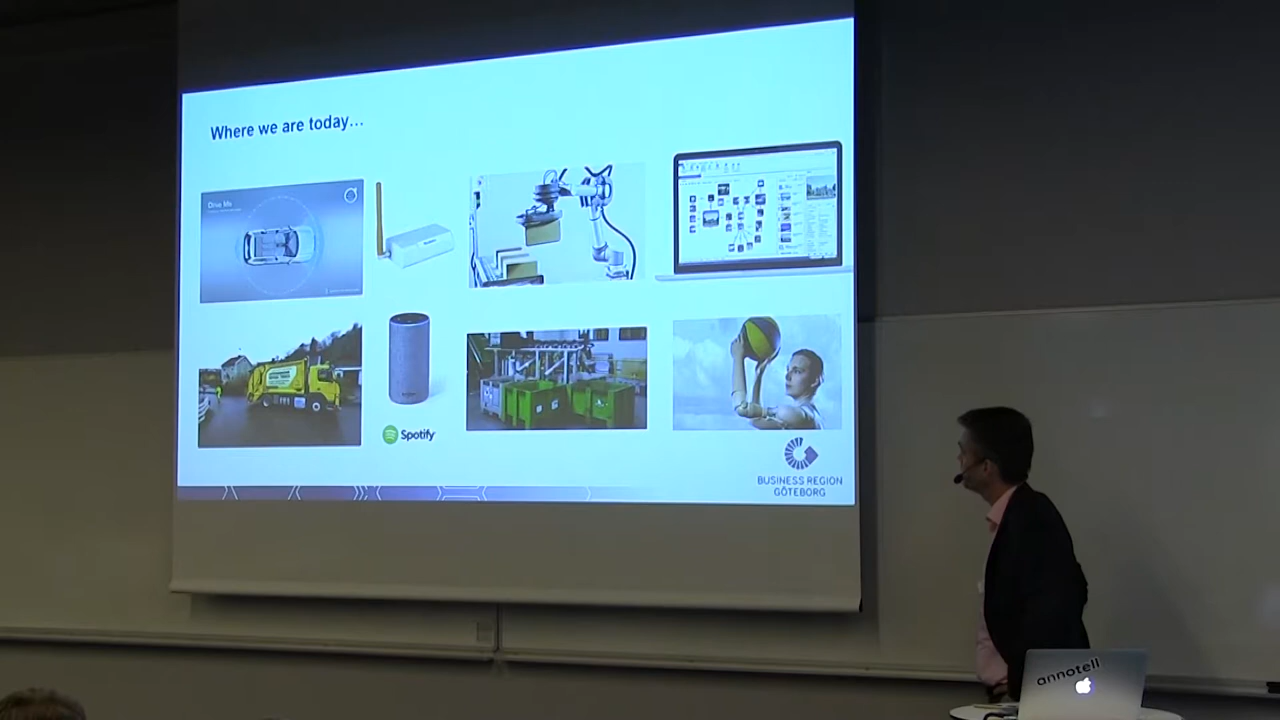 Where we are today...
Drive Me
Spotify
BUSINESS REGION
GÖTEBORG
annotell